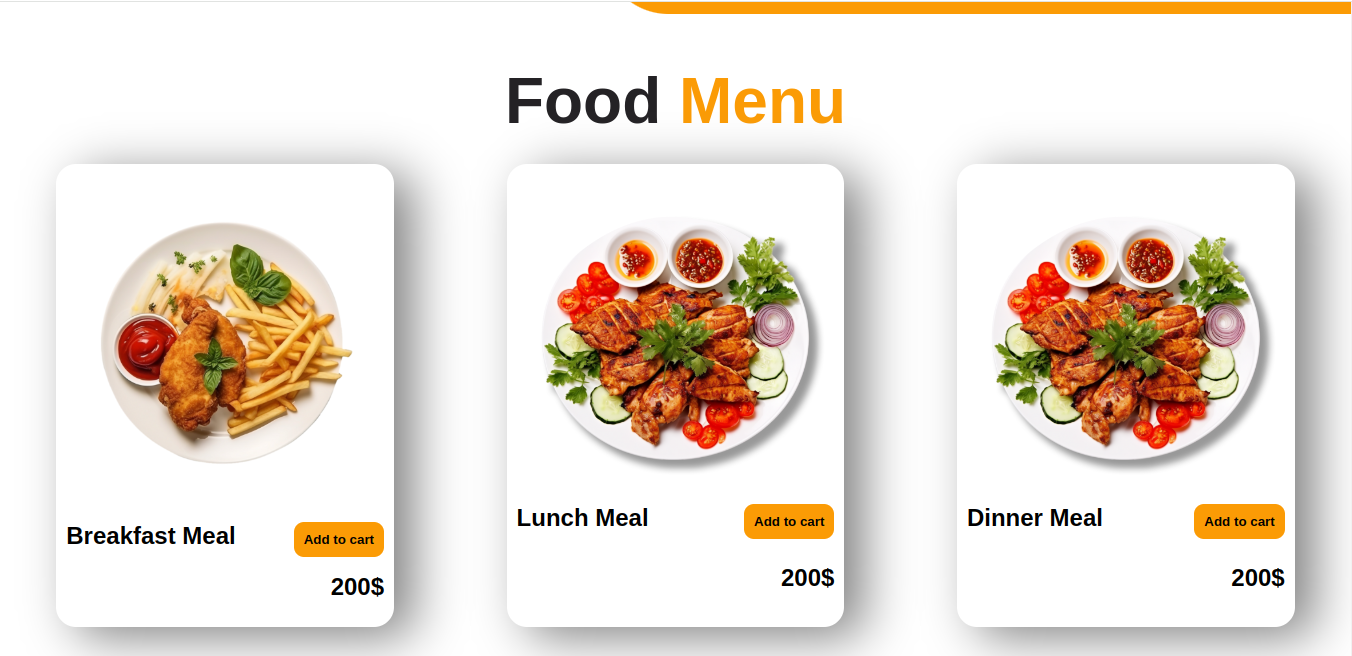 Food Menu
Breakfast Meal
Add to cart
200$
Lunch Meal
Add to cart
200$
Dinner Meal
Add to cart
200$